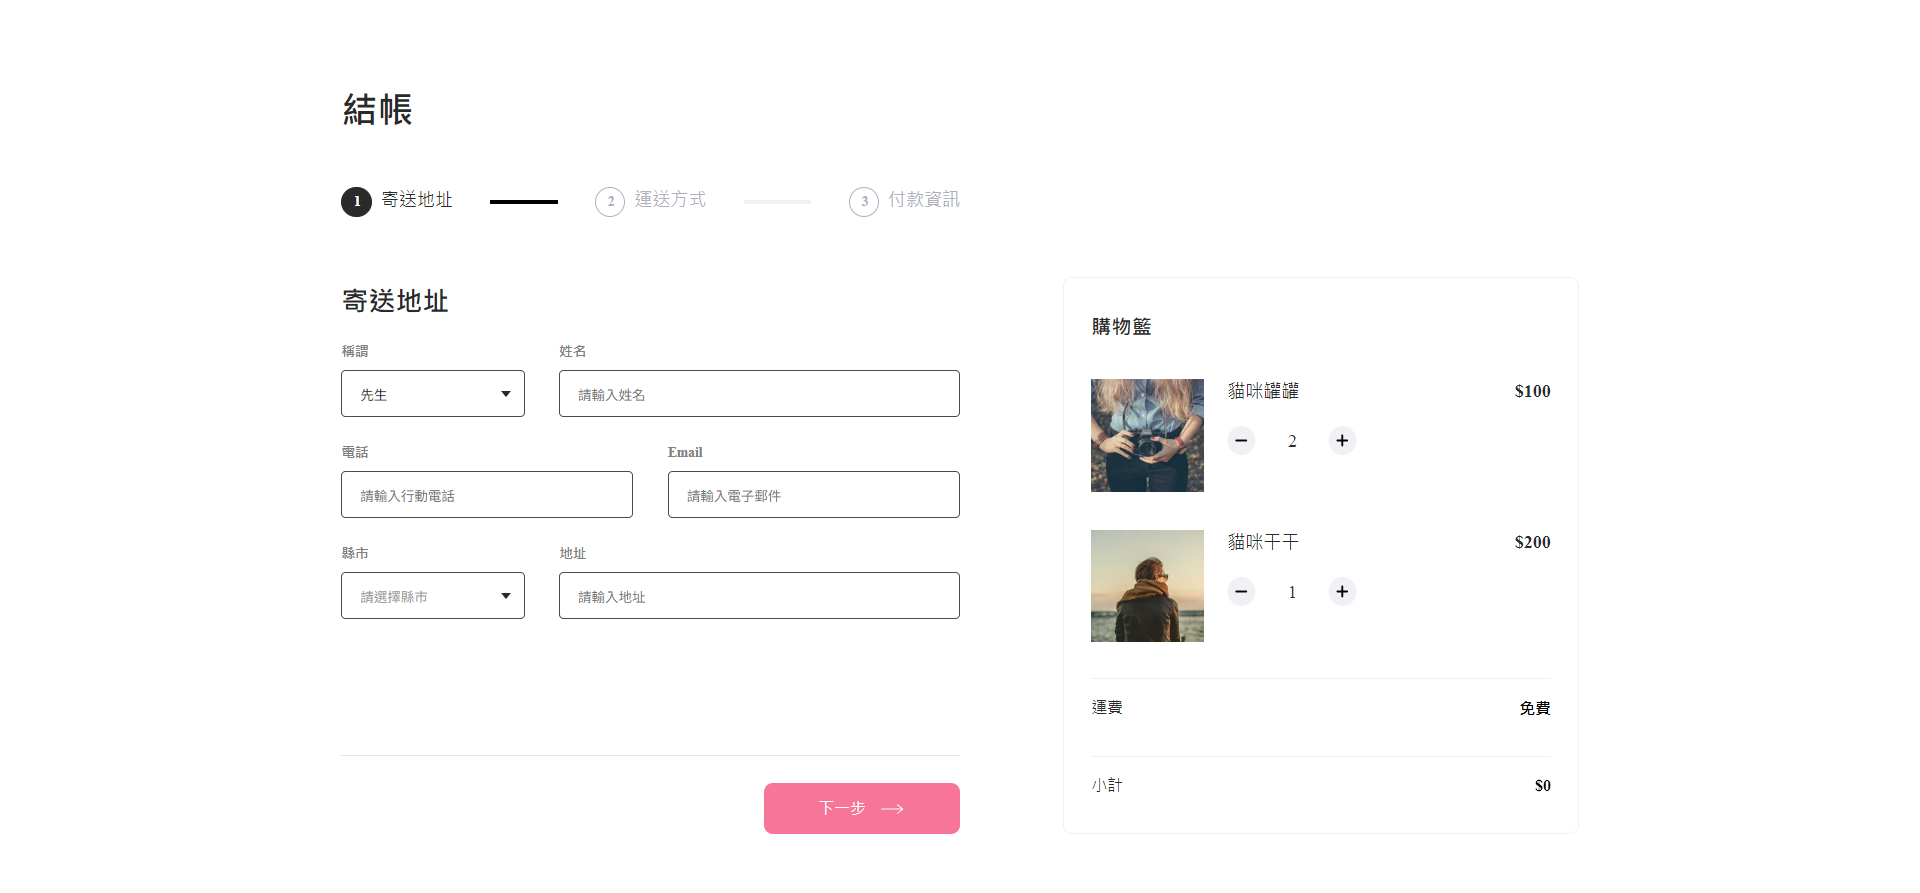 結帳
1 寄送地址
2 運送方式
3 付款資訊
寄送地址
稱謂
姓名
先生
請輸入姓名
電話
Email
請輸入行動電話
請輸入電子郵件
縣市
地址
請選擇縣市
請輸入地址
下一步
購物籃
貓咪罐罐
$100
2
貓咪干干
$200
1
運費
免費
小計
$0